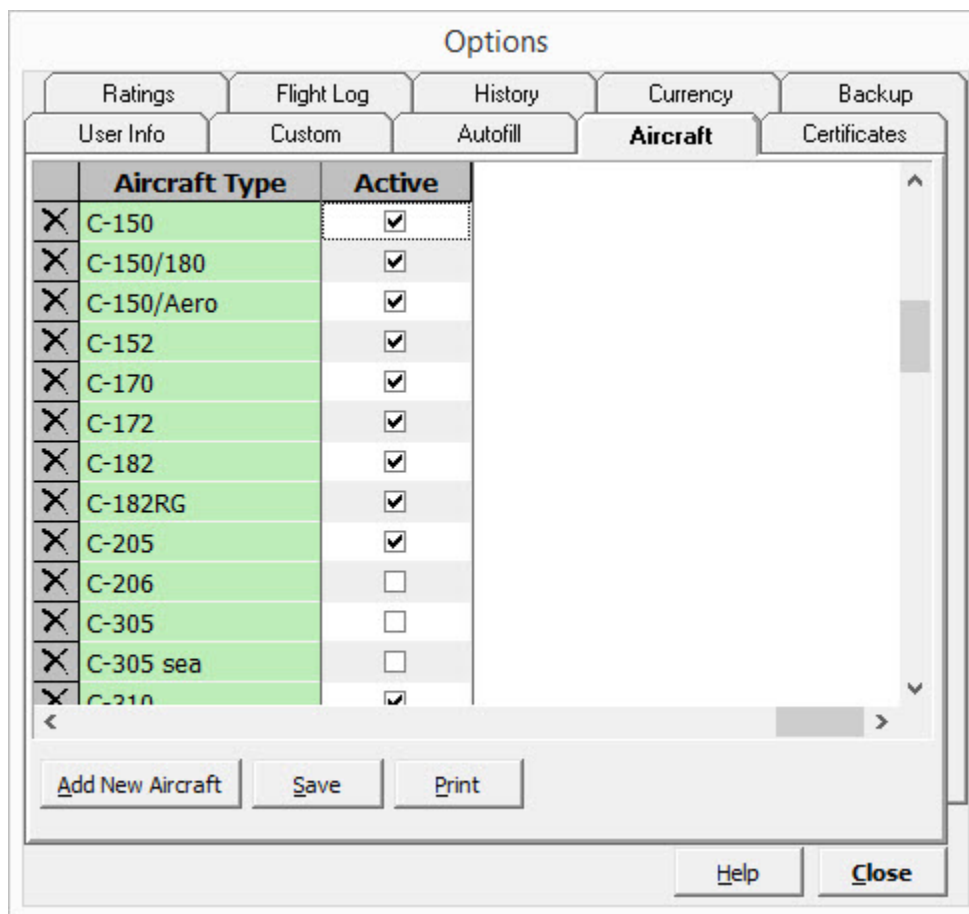 Options
Ratings Flight Log History Currency Backup
User Info Custom Autofill Aircraft Certificates
Aircraft Type Active
C-150
C-150/180
C-150/Aero
C-152
C-170
C-172
C-182
C-182RG
C-205
C-206
C-305
C-305 sea
C-310
Add New Aircraft Save Print
Help Close